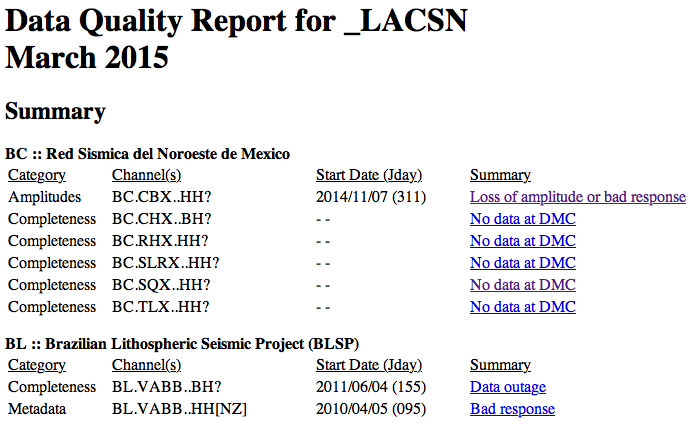 Data Quality Report for _LACSN
March 2015
Summary
BC :: Red Sismica del Noroeste de Mexico
Category Channel(s) Start Date (Jday) Summary
Amplitudes BC.CBX..HH? 2014/11/07 (311) Loss of amplitude or bad response
Completeness BC.CHX..BH? - - No data at DMC
Completeness BC.RHX.HH? - - No data at DMC
Completeness BC.SLRX..HH? - - No data at DMC
Completeness BC.SQX..HH? - - No data at DMC
Completeness BC.TLX..HH? - - No data at DMC
BL :: Brazilian Lithospheric Seismic Project (BLSP)
Category Channel(s) Start Date (Jday) Summary
Completeness BL.VABB..BH? 2011/06/04 (155) Data outage
Metadata BL.VABB..HH[NZ] 2010/04/05 (095) Bad response